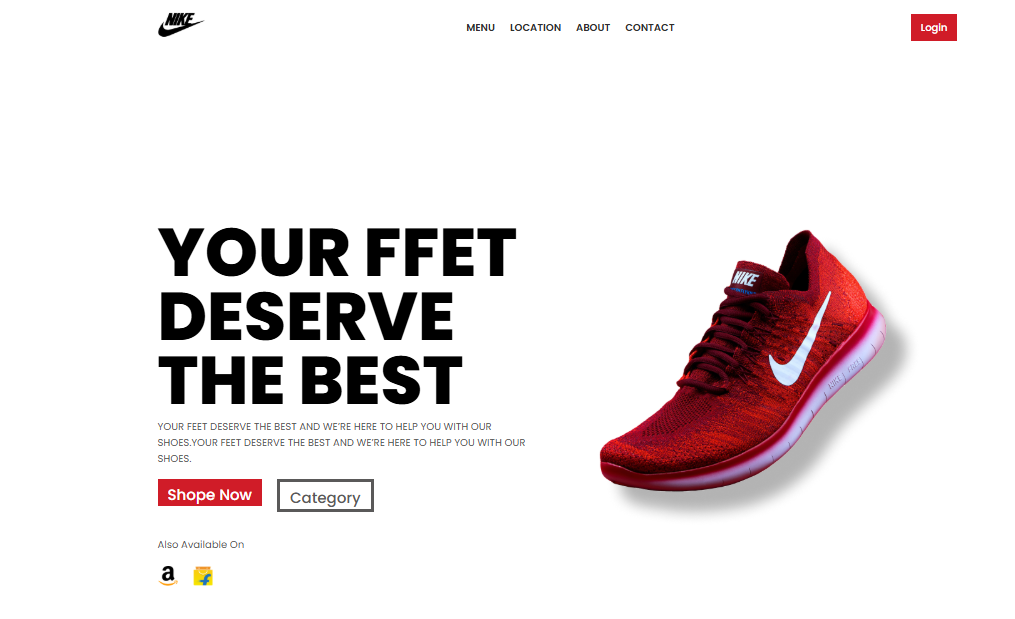 NIKE
MENU LOCATION ABOUT CONTACT
Login
YOUR FFET
DESERVE
THE BEST
YOUR FEET DESERVE THE BEST AND WE'RE HERE TO HELP YOU WITH OUR
SHOES.YOUR FEET DESERVE THE BEST AND WE'RE HERE TO HELP YOU WITH OUR
SHOES.
Shope Now
Category
Also Available On
a
f
NIKE
NIKE FREE